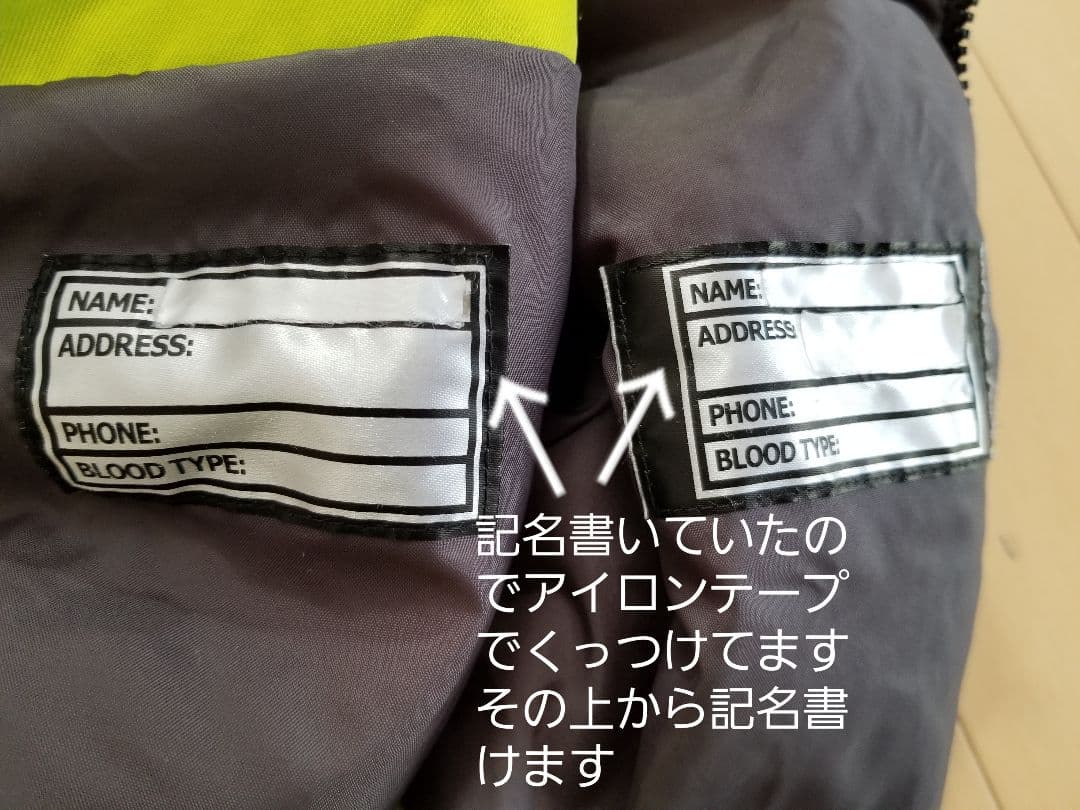 NAME:
ADDRESS:
PHONE:
BLOOD TYPE:
NAME:
ADDRESS
PHONE:
BLOOD TYPE:
記名書いていたの
でアイロンテープ
でくっつけてます
その上から記名書
けます